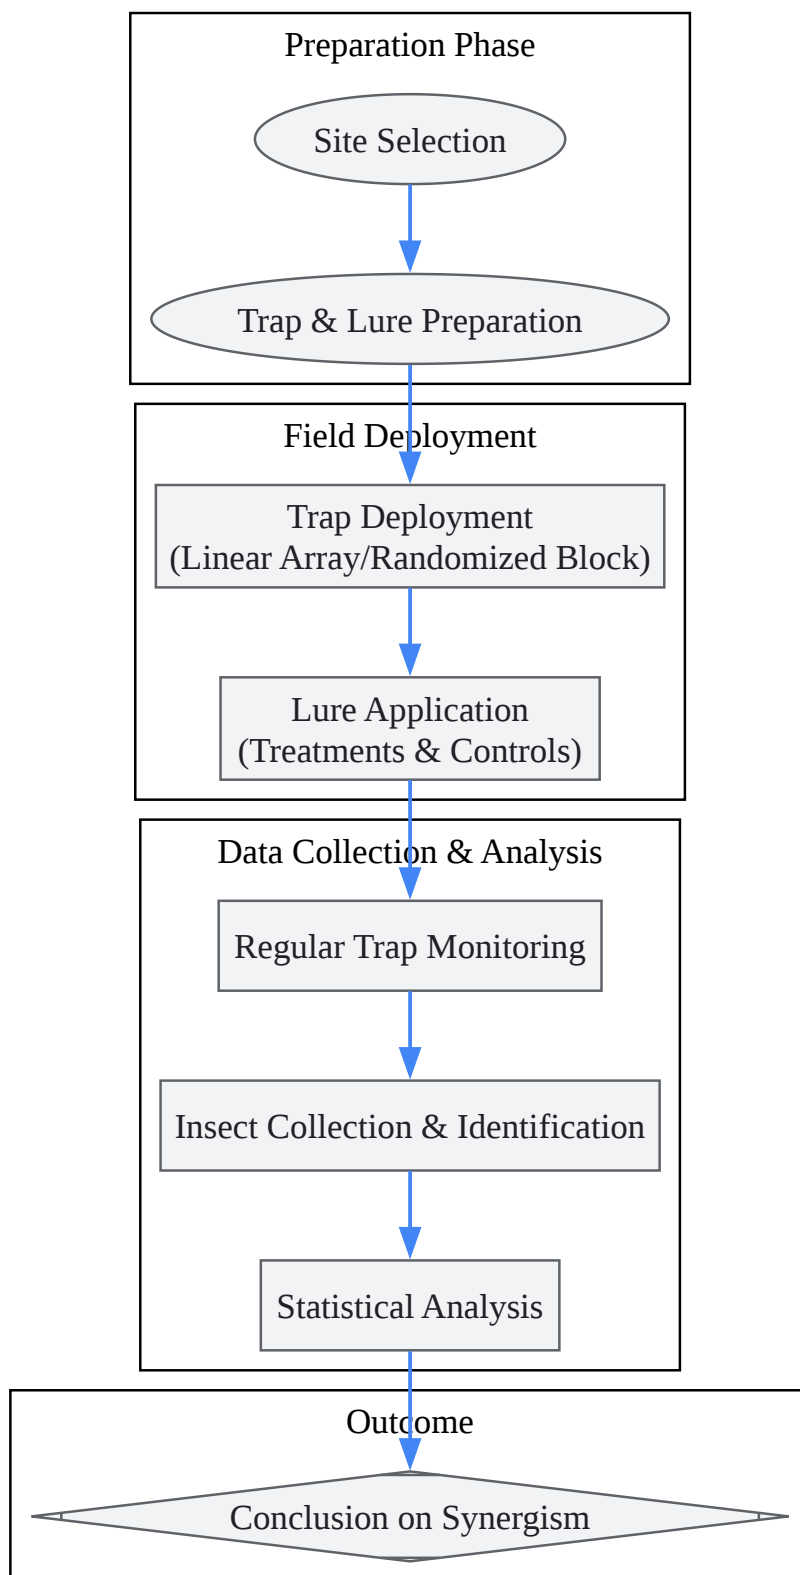 Preparation Phase
Site Selection
Trap & Lure Preparation
Field Deployment
Trap Deployment
(Linear Array/Randomized Block)
Lure Application
(Treatments & Controls)
Data Collection & Analysis
Regular Trap Monitoring
Insect Collection & Identification
Statistical Analysis
Outcome
Conclusion on Synergism